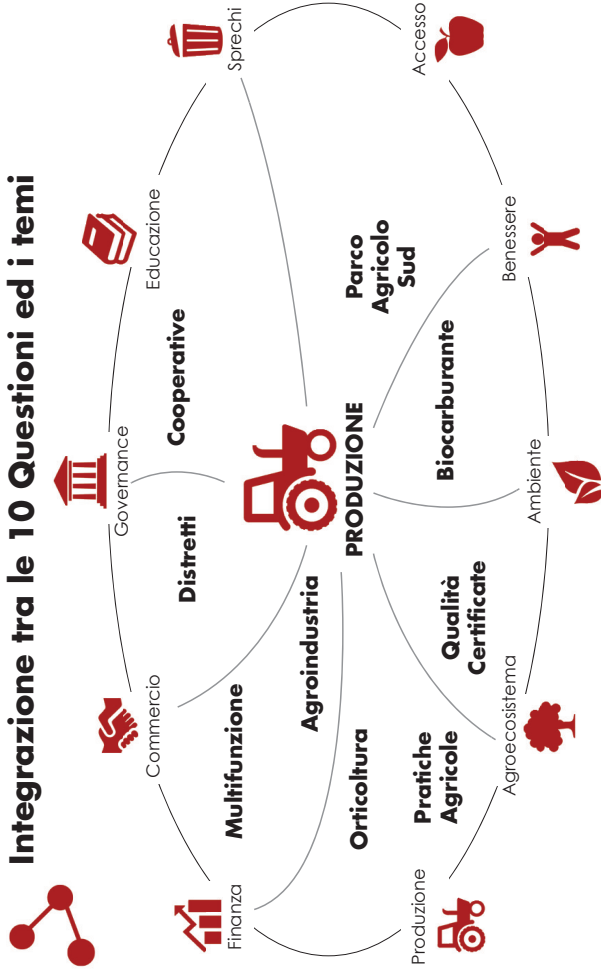 Integrazione tra le 10 Questioni ed i temi
Finanza
Commercio
Governance
Educazione
Sprechi
Multifunzione
Distretti
Cooperative
Agroindustria
PRODUZIONE
Parco
Agricolo
Sud
Orticoltura
Biocarburante
Pratiche
Agricole
Qualità
Certificate
Produzione
Agroecosistema
Ambiente
Benessere
Accesso